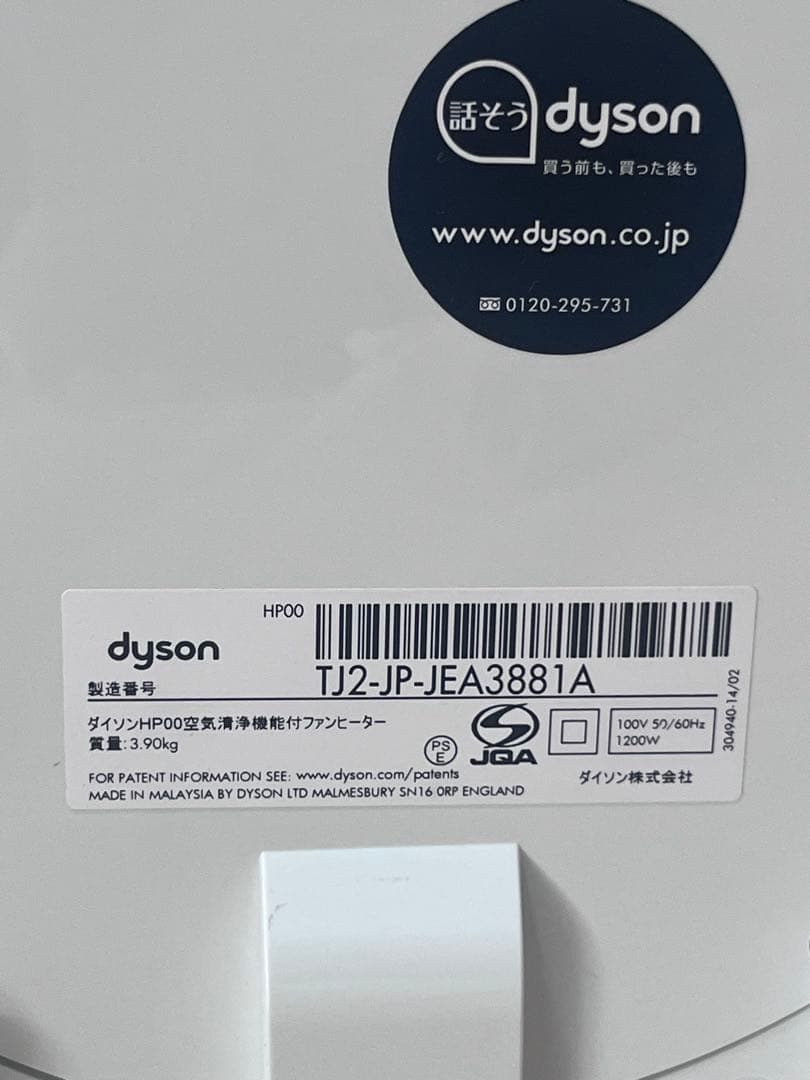 話そう dyson
買う前も、買った後も
www.dyson.co.jp
0120-295-731
HP00
dyson
製造番号 TJ2-JP-JEA3881A
ダイソンHP00空気清浄機能付ファンヒーター
質量:3.90kg
PS
E
JQA
100V 50/60Hz
1200W
304940-14/02
FOR PATENT INFORMATION SEE: www.dyson.com/patents
ダイソン株式会社
MADE IN MALAYSIA BY DYSON LTD MALMESBURY SN16 0RP ENGLAND